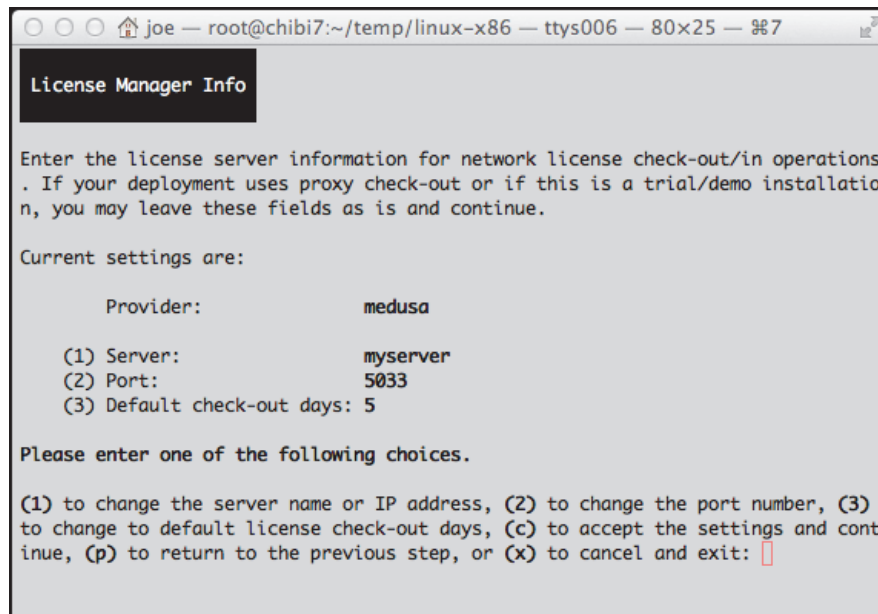 joe — root@chibi7:~/temp/linux-x86 — ttys006 — 80×25 — ⌘7
License Manager Info
Enter the license server information for network license check-out/in operations
. If your deployment uses proxy check-out or if this is a trial/demo installatio
n, you may leave these fields as is and continue.
Current settings are:
Provider: medusa
(1) Server: myserver
(2) Port: 5033
(3) Default check-out days: 5
Please enter one of the following choices.
(1) to change the server name or IP address, (2) to change the port number, (3)
to change to default license check-out days, (c) to accept the settings and cont
inue, (p) to return to the previous step, or (x) to cancel and exit: